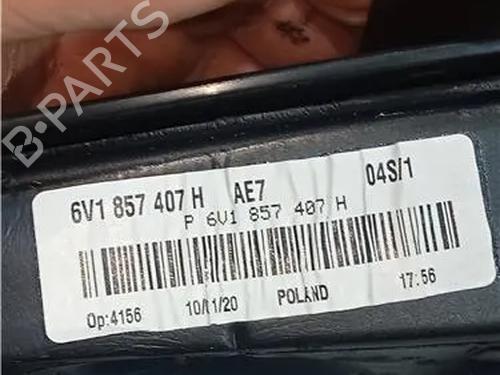 B-PARTS
6V1 857 407 H AE7 04S/1
P 6V1 857 407 H
Op:4156 10/11/20 POLAND 17:56